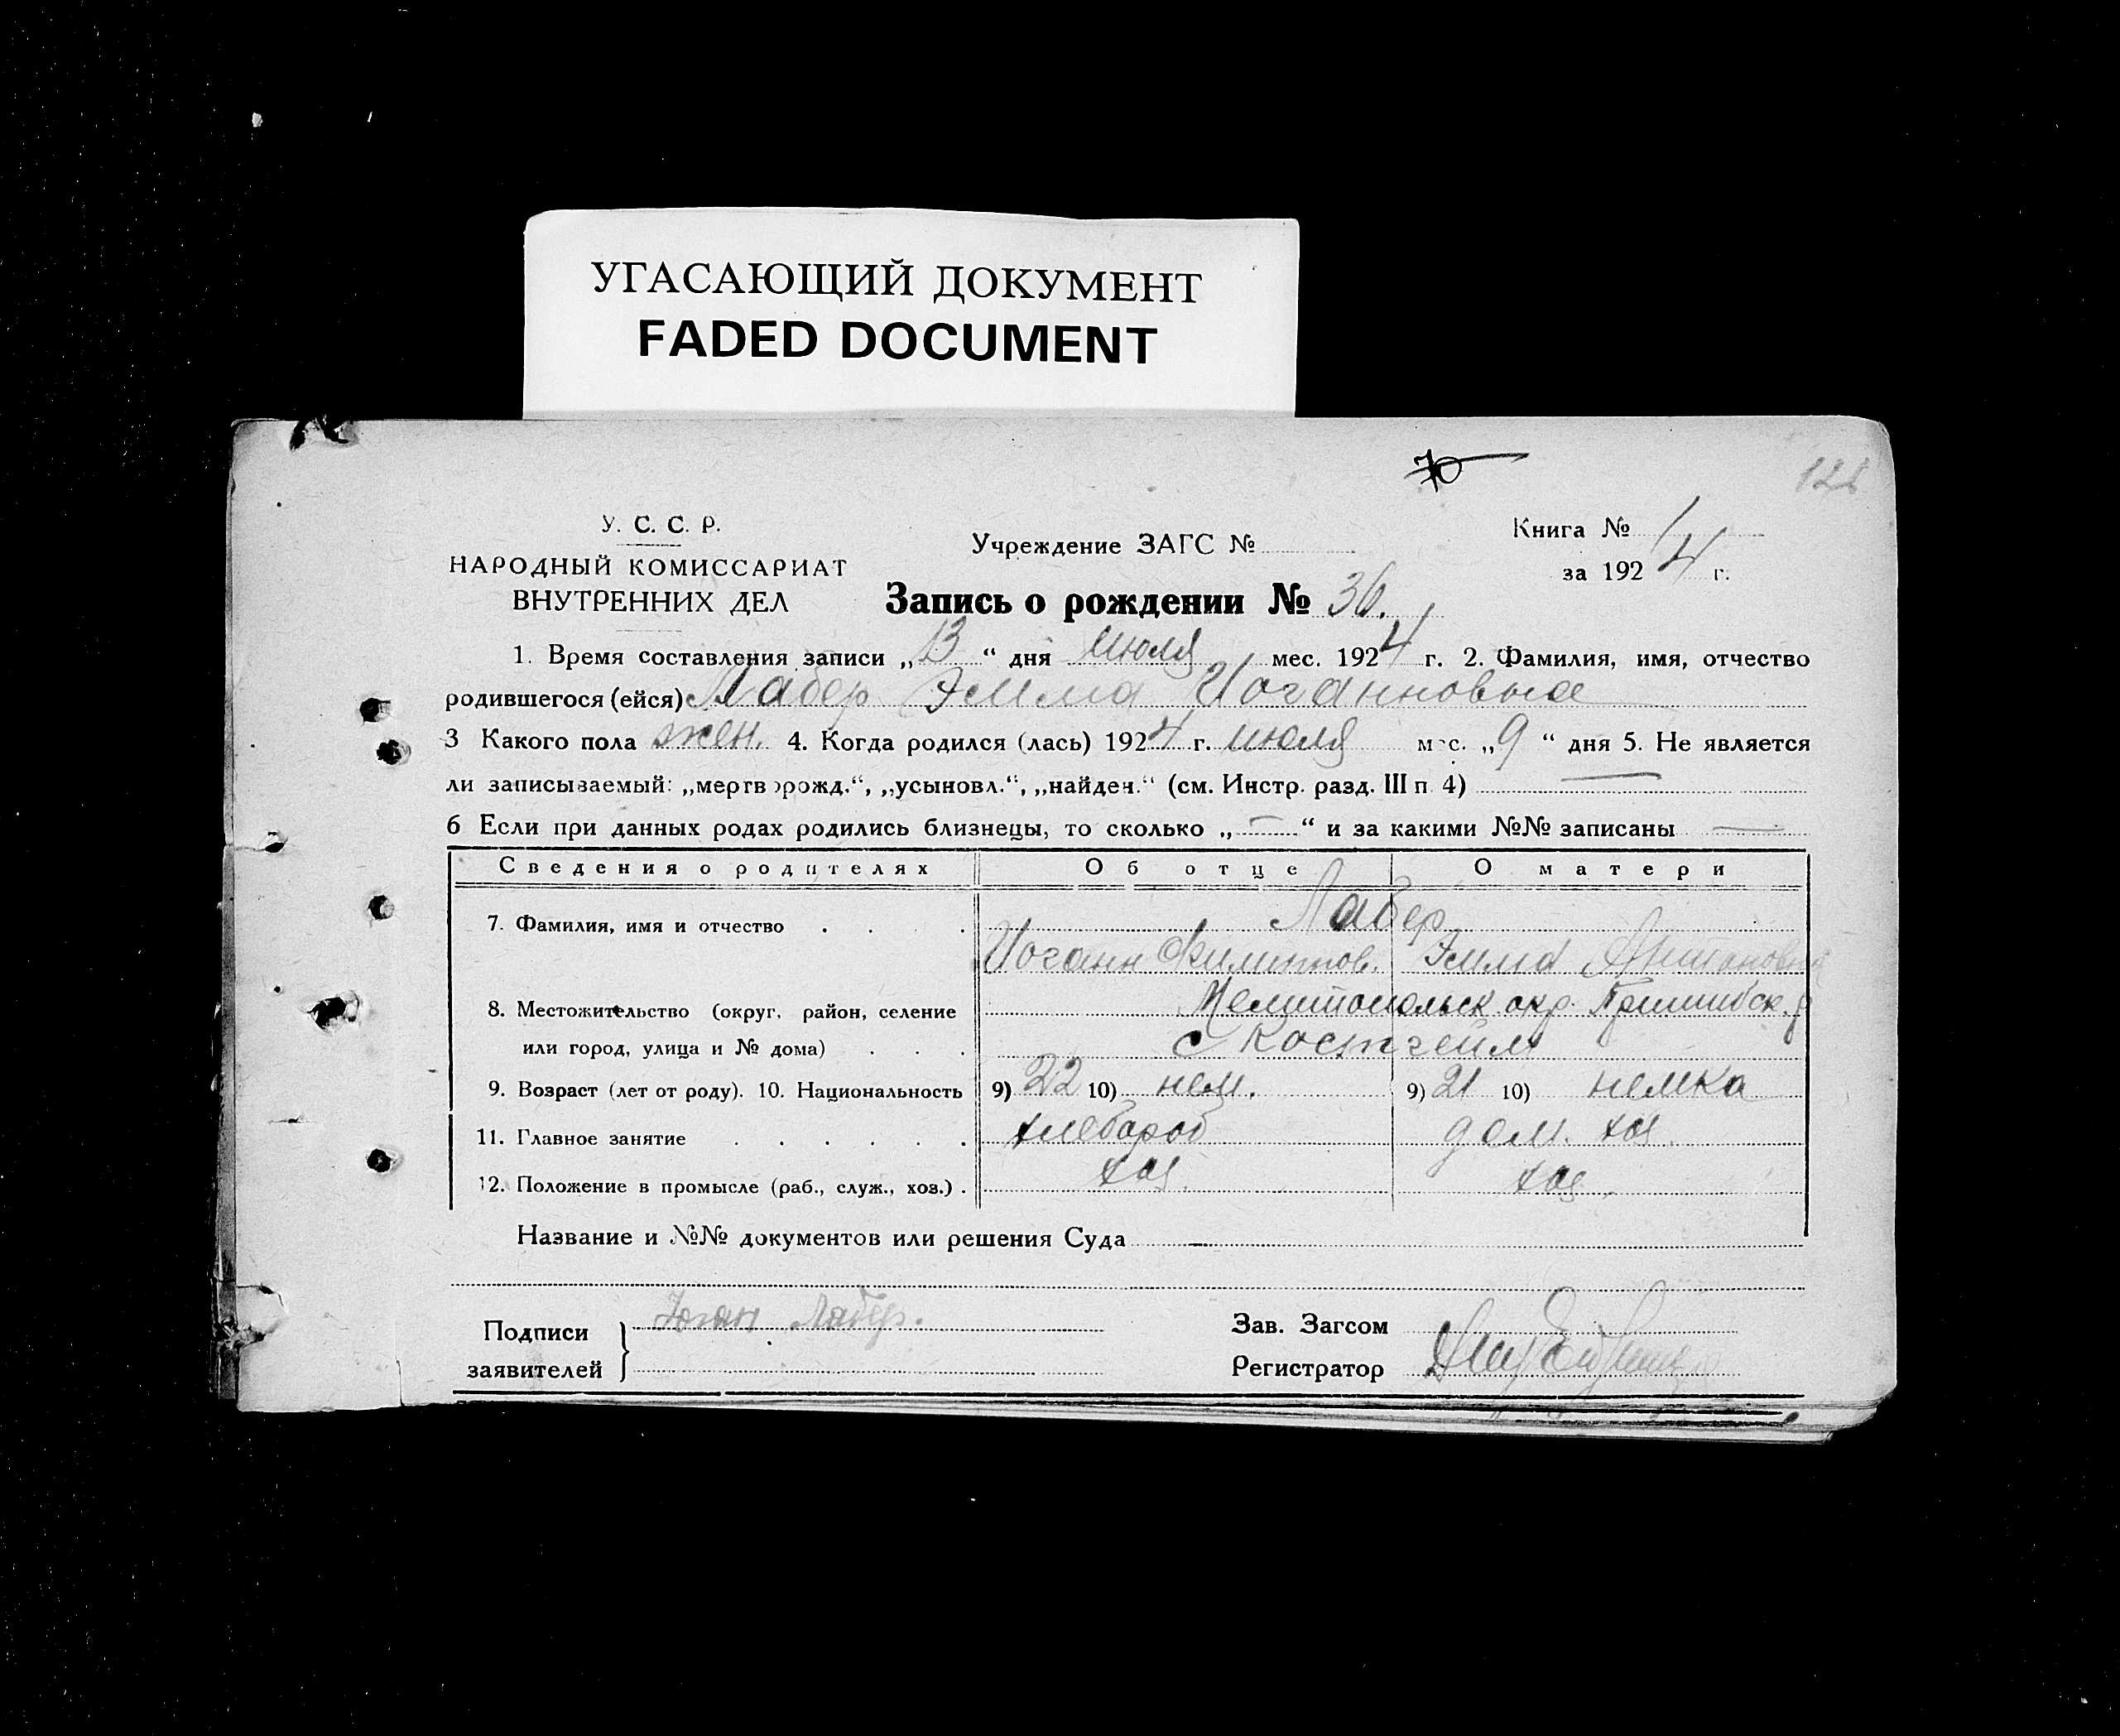 УГАСАЮЩИЙ ДОКУМЕНТ
FADED DOCUMENT
70
У. С. С. Р.
НАРОДНЫЙ КОМИССАРИАТ
ВНУТРЕННИХ ДЕЛ
Учреждение ЗАГС №
Книга №
за 1924 г.
Запись о рождении № 36.
1. Время составления записи „13“ дня июля мес. 1924 г. 2. Фамилия, имя, отчество
родившегося (ейся) Лабер Эмма Иоганновна
3 Какого пола жен. 4. Когда родился (лась) 1924 г. июля мес. „9“ дня 5. Не является
ли записываемый: „мертворожд.“, „усыновл.“, „найден.“ (см. Инстр. разд. III п 4) —
6 Если при данных родах родились близнецы, то сколько „—“ и за какими №№ записаны —
Сведения о родителях Об отце О матери
7. Фамилия, имя и отчество Лабер
Иоганн Филиппов. Эмма Антоновна
8. Местожительство (округ, район, селение Мелитопольск окр.
или город, улица и № дома) с Костгейм
9. Возраст (лет от роду). 10. Национальность 9) 22 10) нем. 9) 21 10) немка
11. Главное занятие хлебороб дом. хоз.
12. Положение в промысле (раб., служ., хоз.) хоз. хоз.
Название и №№ документов или решения Суда —
Подписи
заявителей } Иоган Лабер.
Зав. Загсом
Регистратор